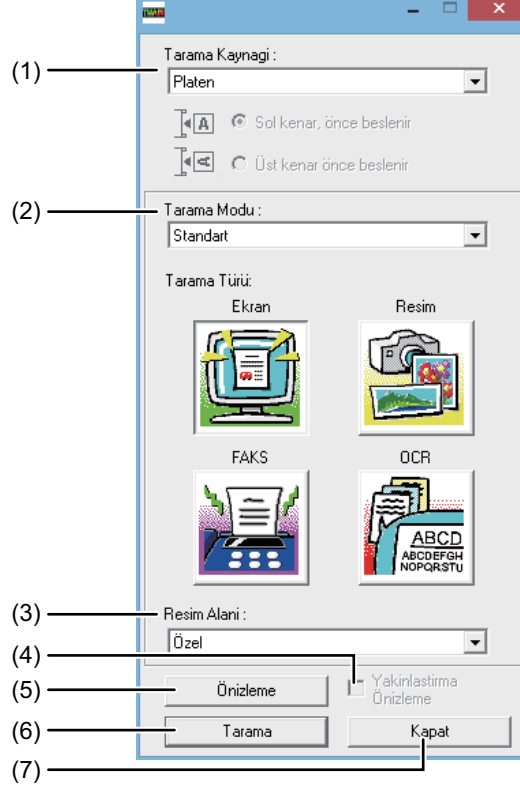 TWAIN
(1)
Tarama Kaynagi :
Platen
A
Sol kenar, önce beslenir
A
Üst kenar önce beslenir
(2)
Tarama Modu :
Standart
Tarama Türü:
Ekran
Resim
FAKS
OCR
ABCD
ABCDEFGH
NOPQRSTU
(3)
Resim Alani :
Özel
(4)
Yakinlastirma
Önizleme
(5)
Önizleme
(6)
Tarama
Kapat
(7)